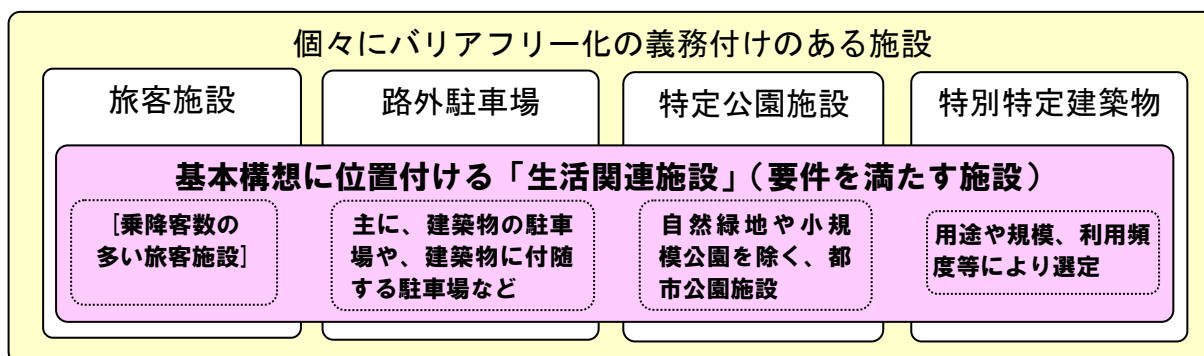 個々にバリアフリー化の義務付けのある施設
旅客施設
路外駐車場
特定公園施設
特別特定建築物
基本構想に位置付ける「生活関連施設」（要件を満たす施設）
[乗降客数の
多い旅客施設]
主に、建築物の駐車
場や、建築物に付随
する駐車場など
自然緑地や小規
模公園を除く、都
市公園施設
用途や規模、利用頻
度等により選定